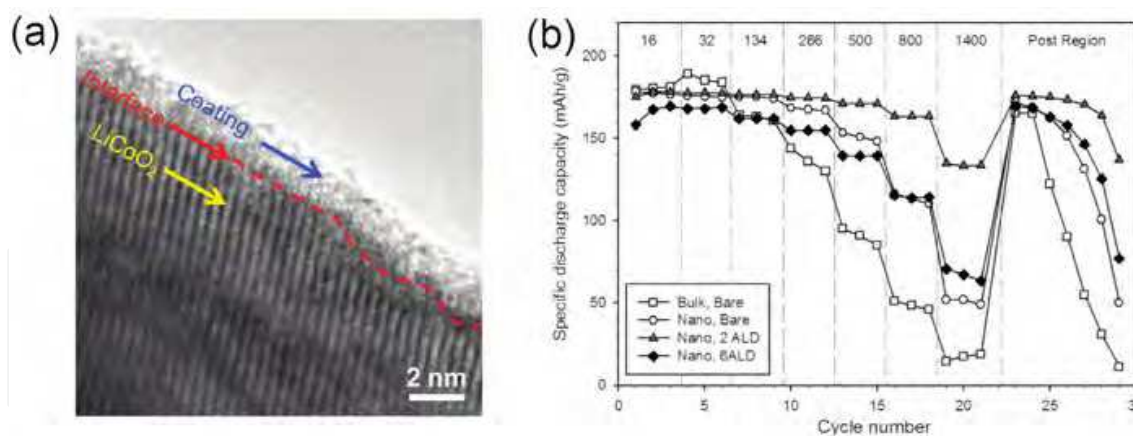 (a)
Interface
Coating
LiCoO2
2 nm
(b)
Specific discharge capacity (mAh/g)
200
150
100
50
0
16 32 134 266 500 800 1400 Post Region
Bulk, Bare
Nano, Bare
Nano, 2 ALD
Nano, 6ALD
0 5 10 15 20 25
Cycle number